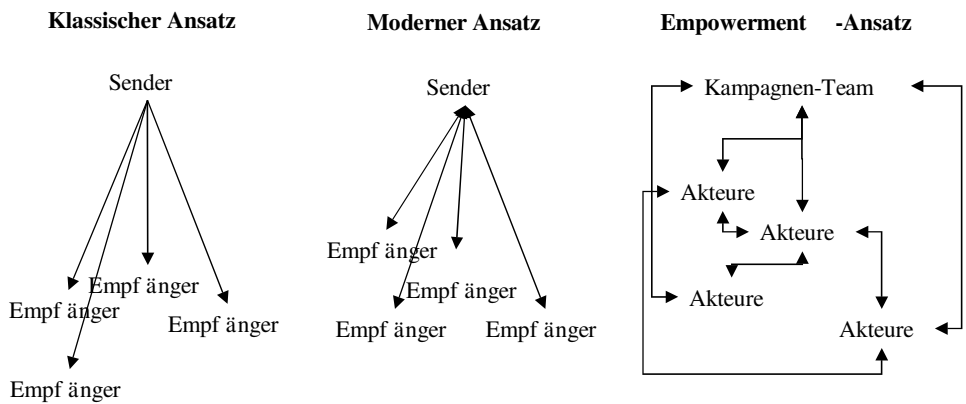 Klassischer Ansatz
Sender
Empf änger
Empf änger
Empf änger
Empf änger
Moderner Ansatz
Sender
Empf änger
Empf änger
Empf änger
Empf änger
Empowerment -Ansatz
Kampagnen-Team
Akteure
Akteure
Akteure
Akteure